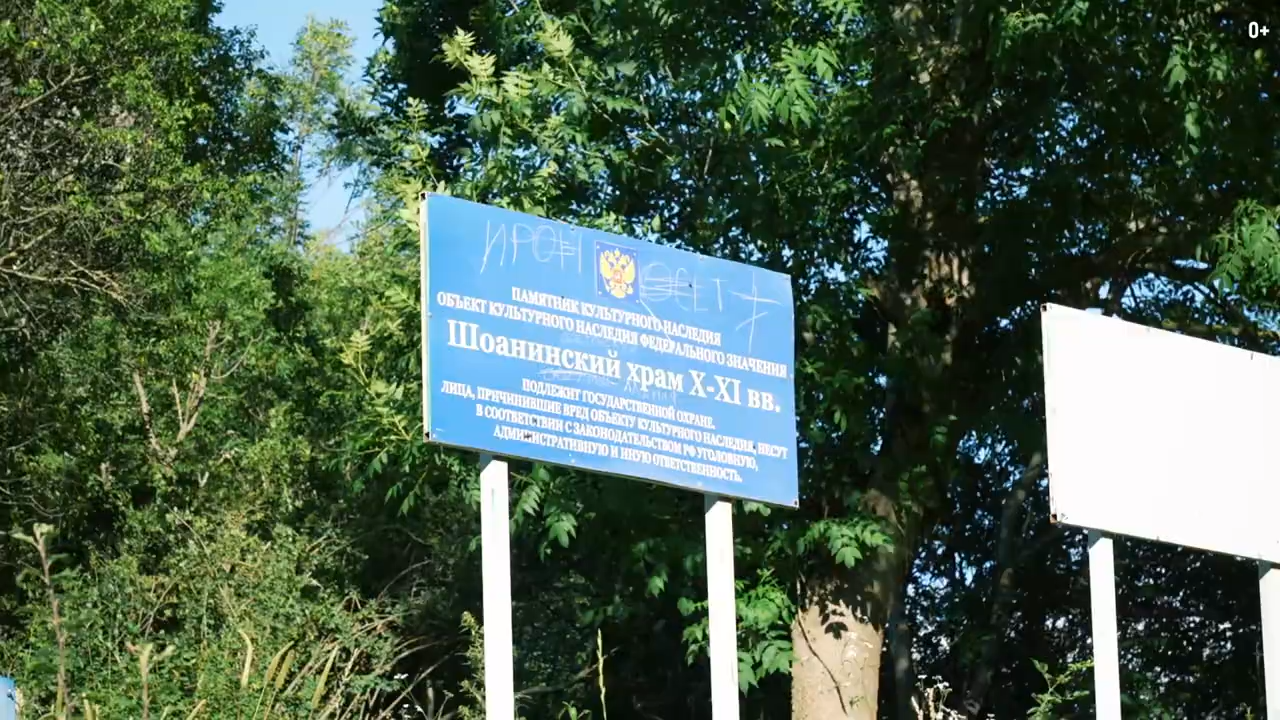 0+
ИРОН
ПАМЯТНИК КУЛЬТУРНОГО НАСЛЕДИЯ
ОБЪЕКТ КУЛЬТУРНОГО НАСЛЕДИЯ ФЕДЕРАЛЬНОГО ЗНАЧЕНИЯ
Шоанинский храм X-XI вв.
ПОДЛЕЖИТ ГОСУДАРСТВЕННОЙ ОХРАНЕ.
ЛИЦА, ПРИЧИНИВШИЕ ВРЕД ОБЪЕКТУ КУЛЬТУРНОГО НАСЛЕДИЯ, НЕСУТ
В СООТВЕТСТВИИ С ЗАКОНОДАТЕЛЬСТВОМ РФ УГОЛОВНУЮ,
АДМИНИСТРАТИВНУЮ И ИНУЮ ОТВЕТСТВЕННОСТЬ.